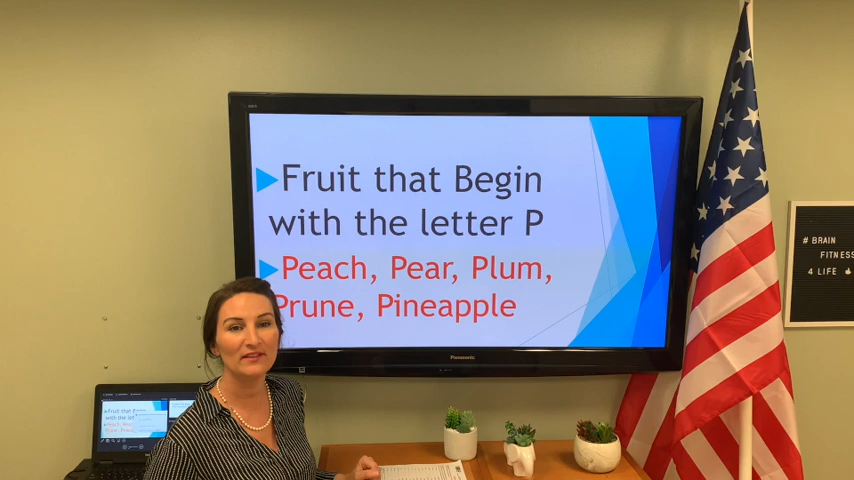 Fruit that Begin
with the letter P
Peach, Pear, Plum,
Prune, Pineapple
Panasonic
# BRAIN
FITNESS
4 LIFE